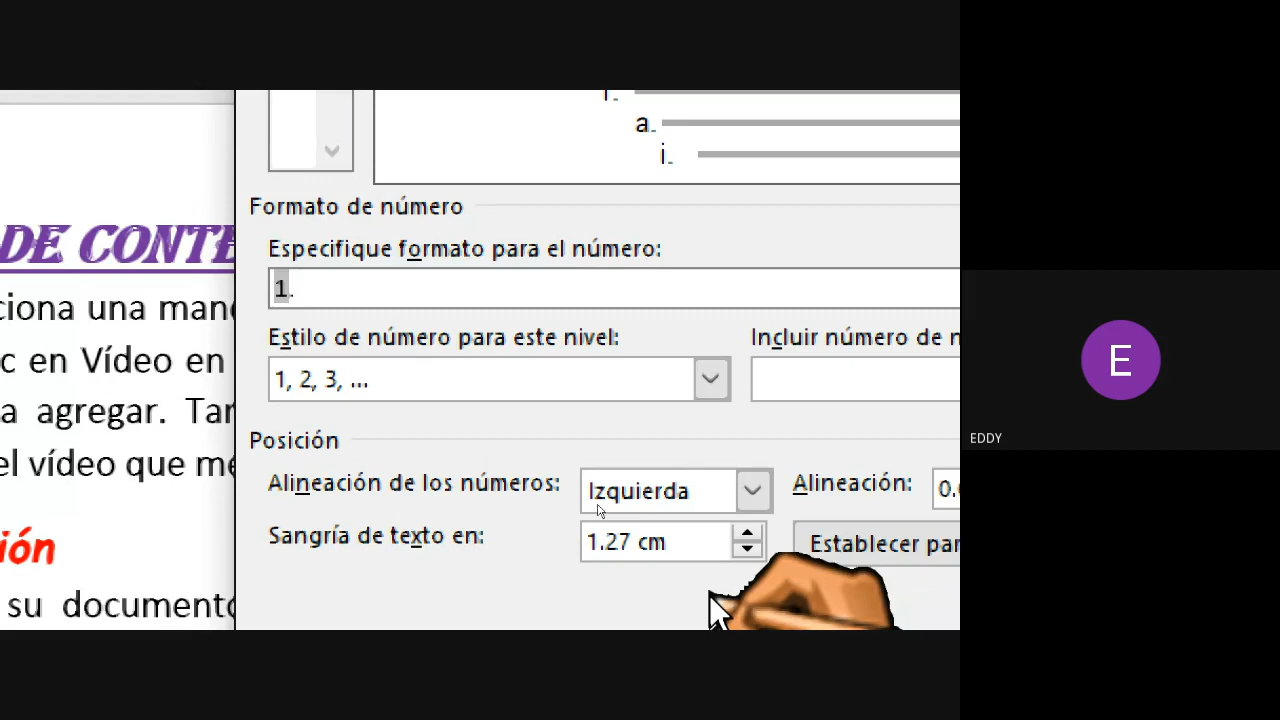 a.
i.
Formato de número
DE CONTE
Especifique formato para el número:
ciona una mane
1.
Estilo de número para este nivel:
Incluir número de n
c en Vídeo en
1, 2, 3, ...
a agregar. Tar
Posición
el vídeo que me
Alineación de los números:
Izquierda
Alineación:
0.
Sangría de texto en:
1.27 cm
Establecer par
ión
su documento
E
EDDY